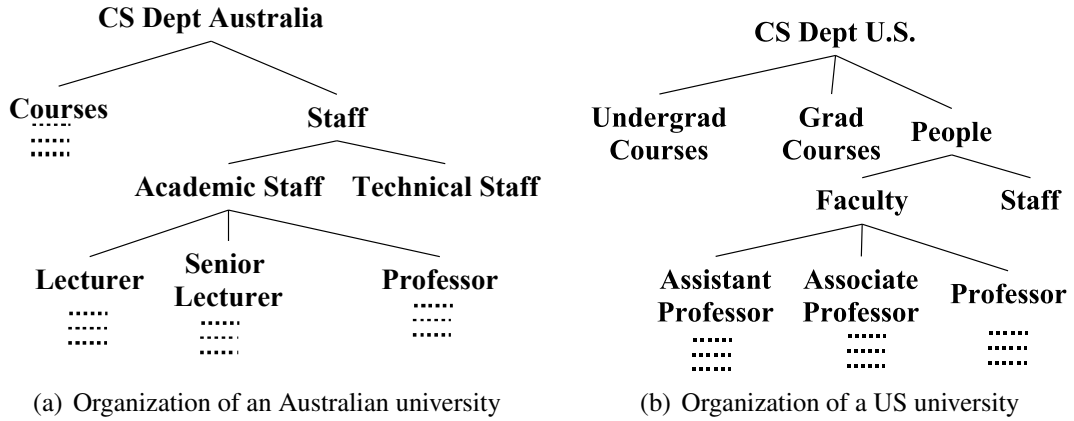 CS Dept Australia
Courses
Staff
Academic Staff
Technical Staff
Lecturer
Senior
Lecturer
Professor
(a) Organization of an Australian university
CS Dept U.S.
Undergrad
Courses
Grad
Courses
People
Faculty
Staff
Assistant
Professor
Associate
Professor
Professor
(b) Organization of a US university